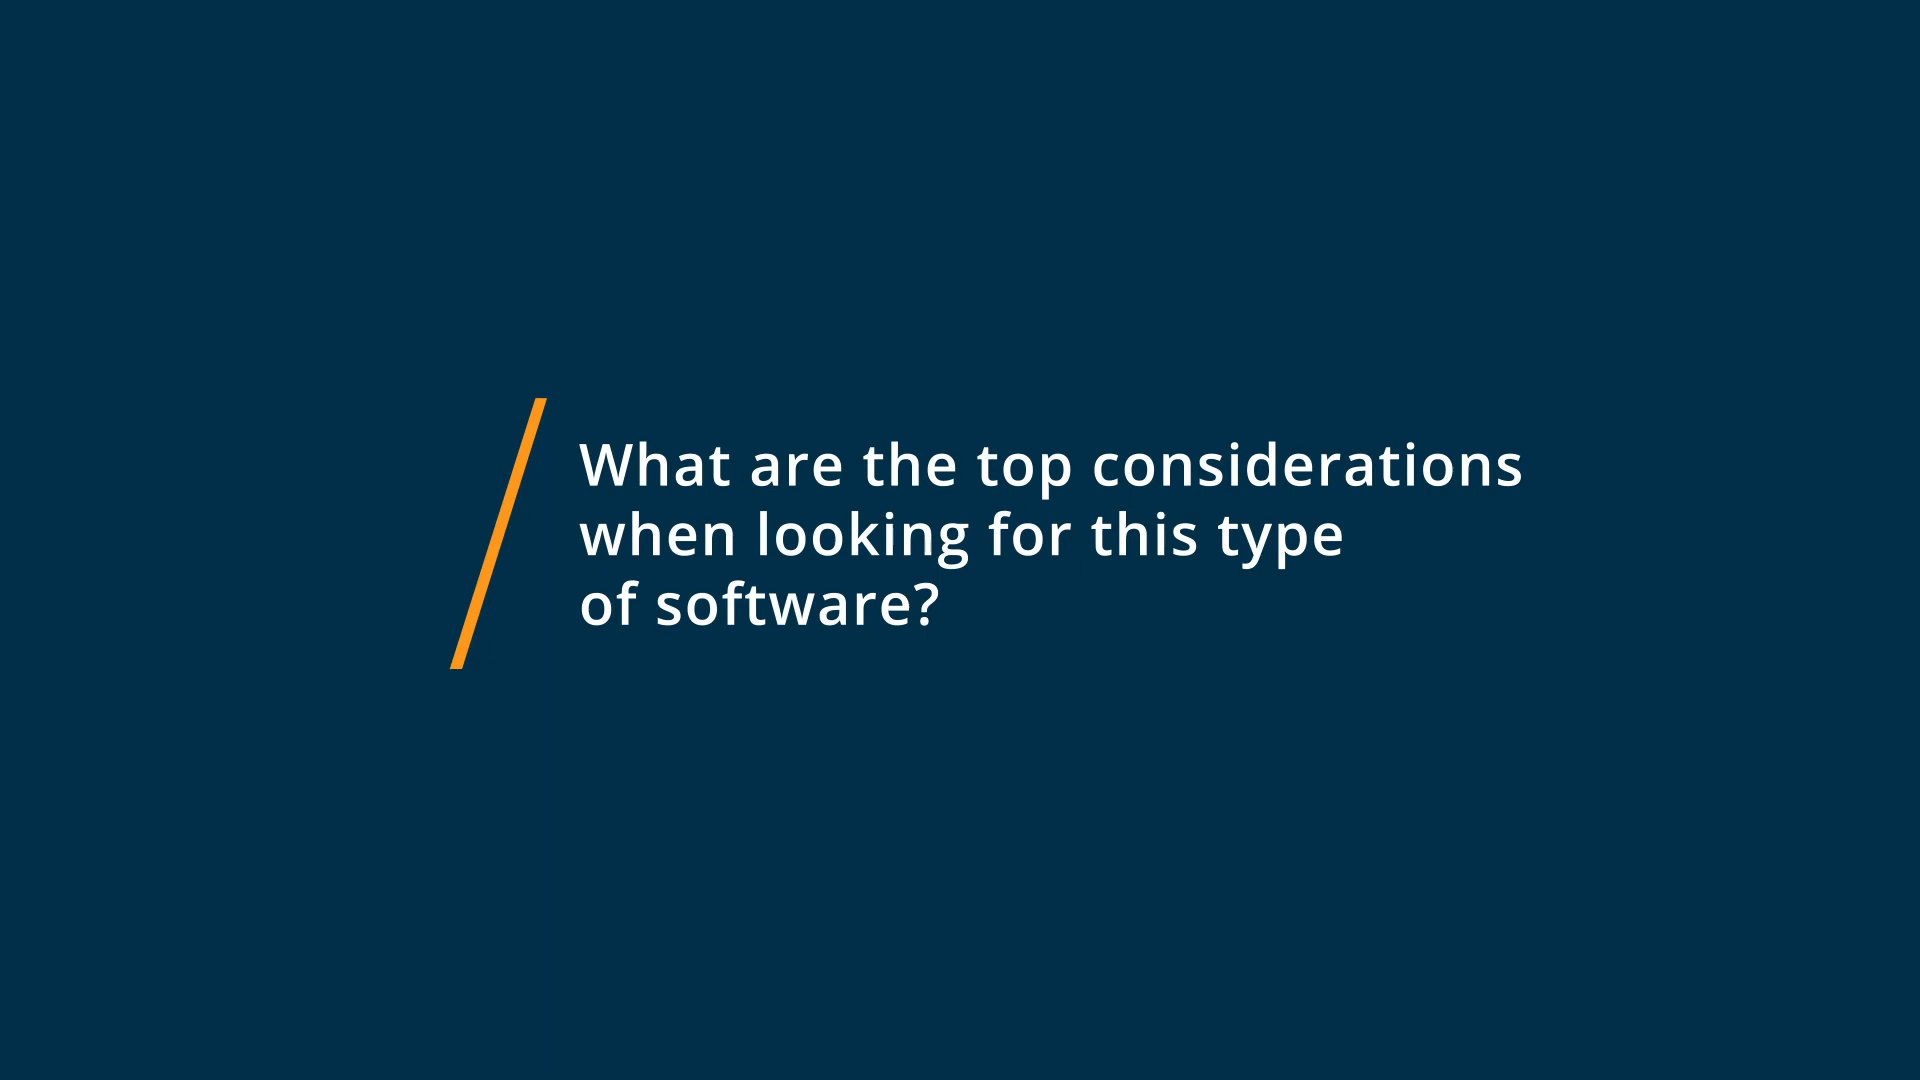 What are the top considerations
when looking for this type
of software?